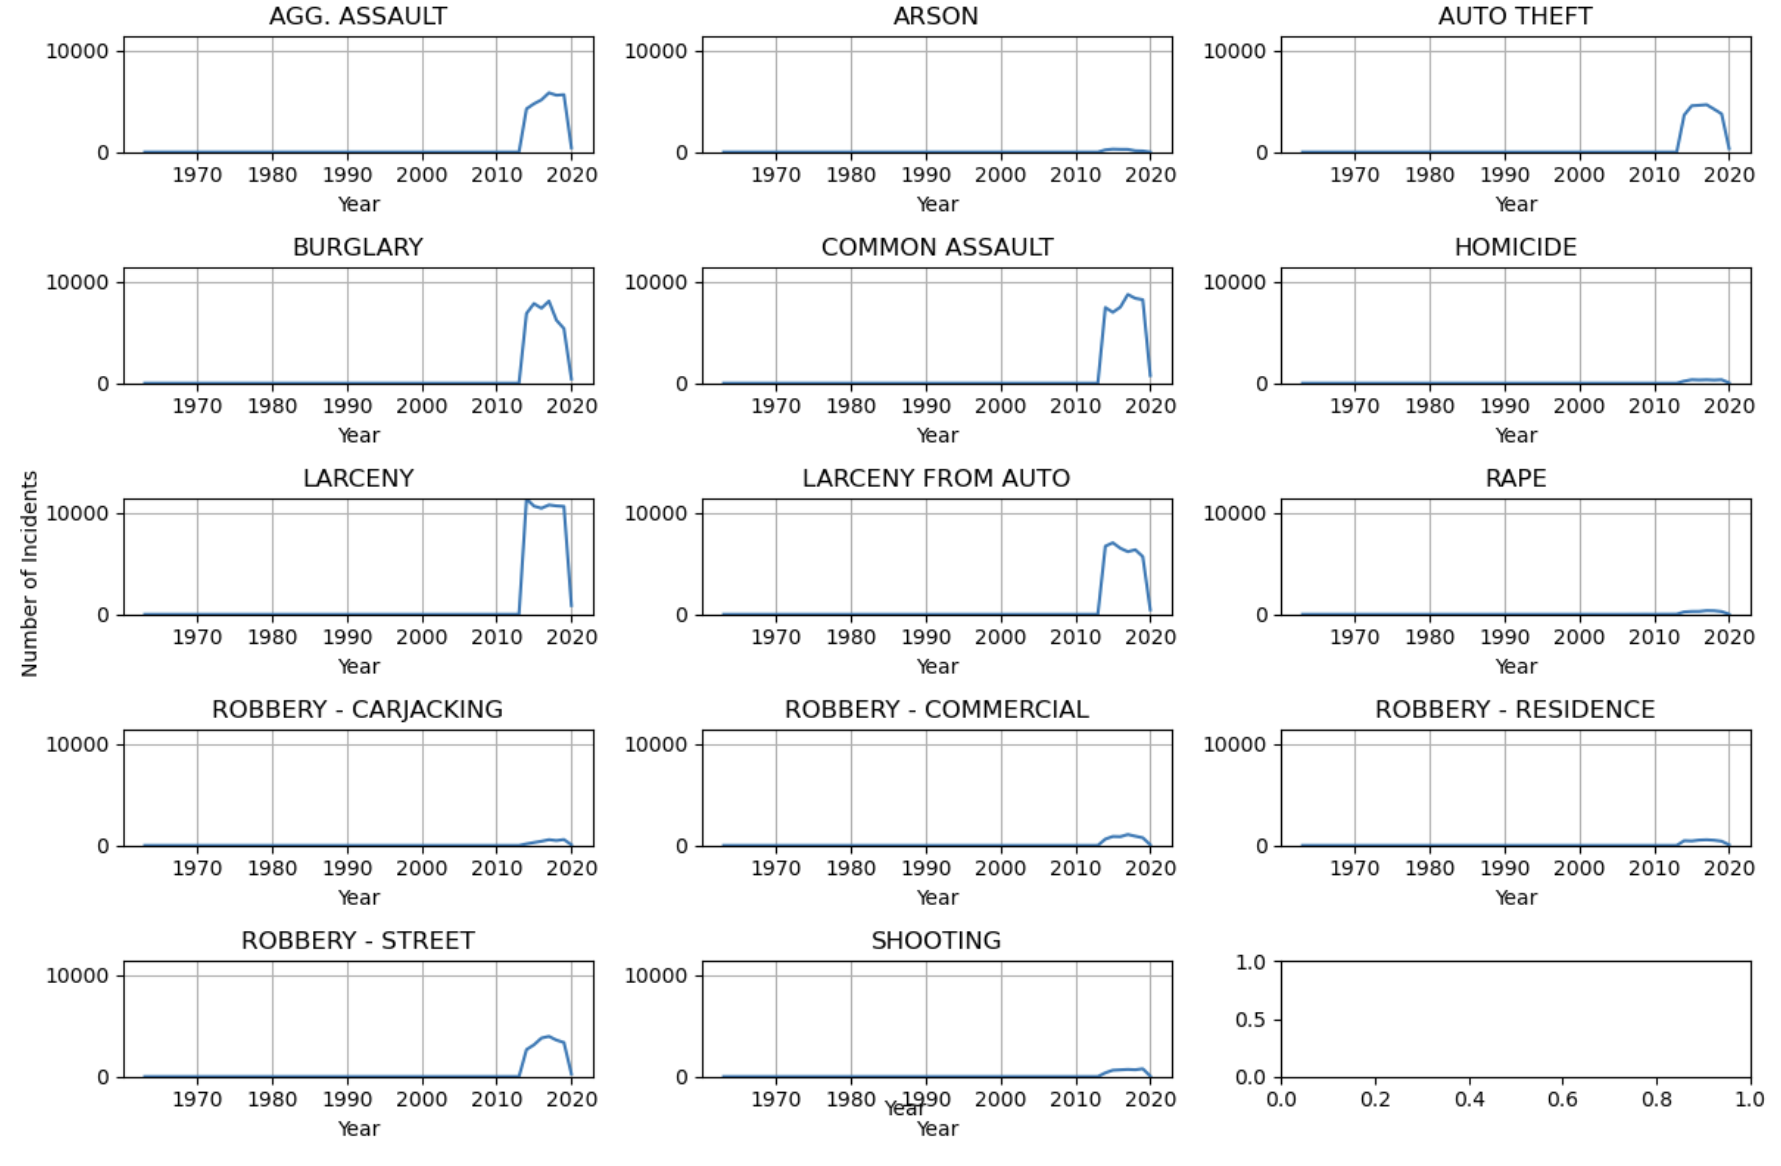 AGG. ASSAULT
ARSON
AUTO THEFT
10000
0
1970 1980 1990 2000 2010 2020
Year
10000
0
1970 1980 1990 2000 2010 2020
Year
10000
0
1970 1980 1990 2000 2010 2020
Year
BURGLARY
COMMON ASSAULT
HOMICIDE
10000
0
1970 1980 1990 2000 2010 2020
Year
10000
0
1970 1980 1990 2000 2010 2020
Year
10000
0
1970 1980 1990 2000 2010 2020
Year
Number of Incidents
LARCENY
LARCENY FROM AUTO
RAPE
10000
0
1970 1980 1990 2000 2010 2020
Year
10000
0
1970 1980 1990 2000 2010 2020
Year
10000
0
1970 1980 1990 2000 2010 2020
Year
ROBBERY - CARJACKING
ROBBERY - COMMERCIAL
ROBBERY - RESIDENCE
10000
0
1970 1980 1990 2000 2010 2020
Year
10000
0
1970 1980 1990 2000 2010 2020
Year
10000
0
1970 1980 1990 2000 2010 2020
Year
ROBBERY - STREET
SHOOTING
10000
0
1970 1980 1990 2000 2010 2020
Year
10000
0
1970 1980 1990 2000 2010 2020
Year
Year
1.0
0.5
0.0
0.0 0.2 0.4 0.6 0.8 1.0